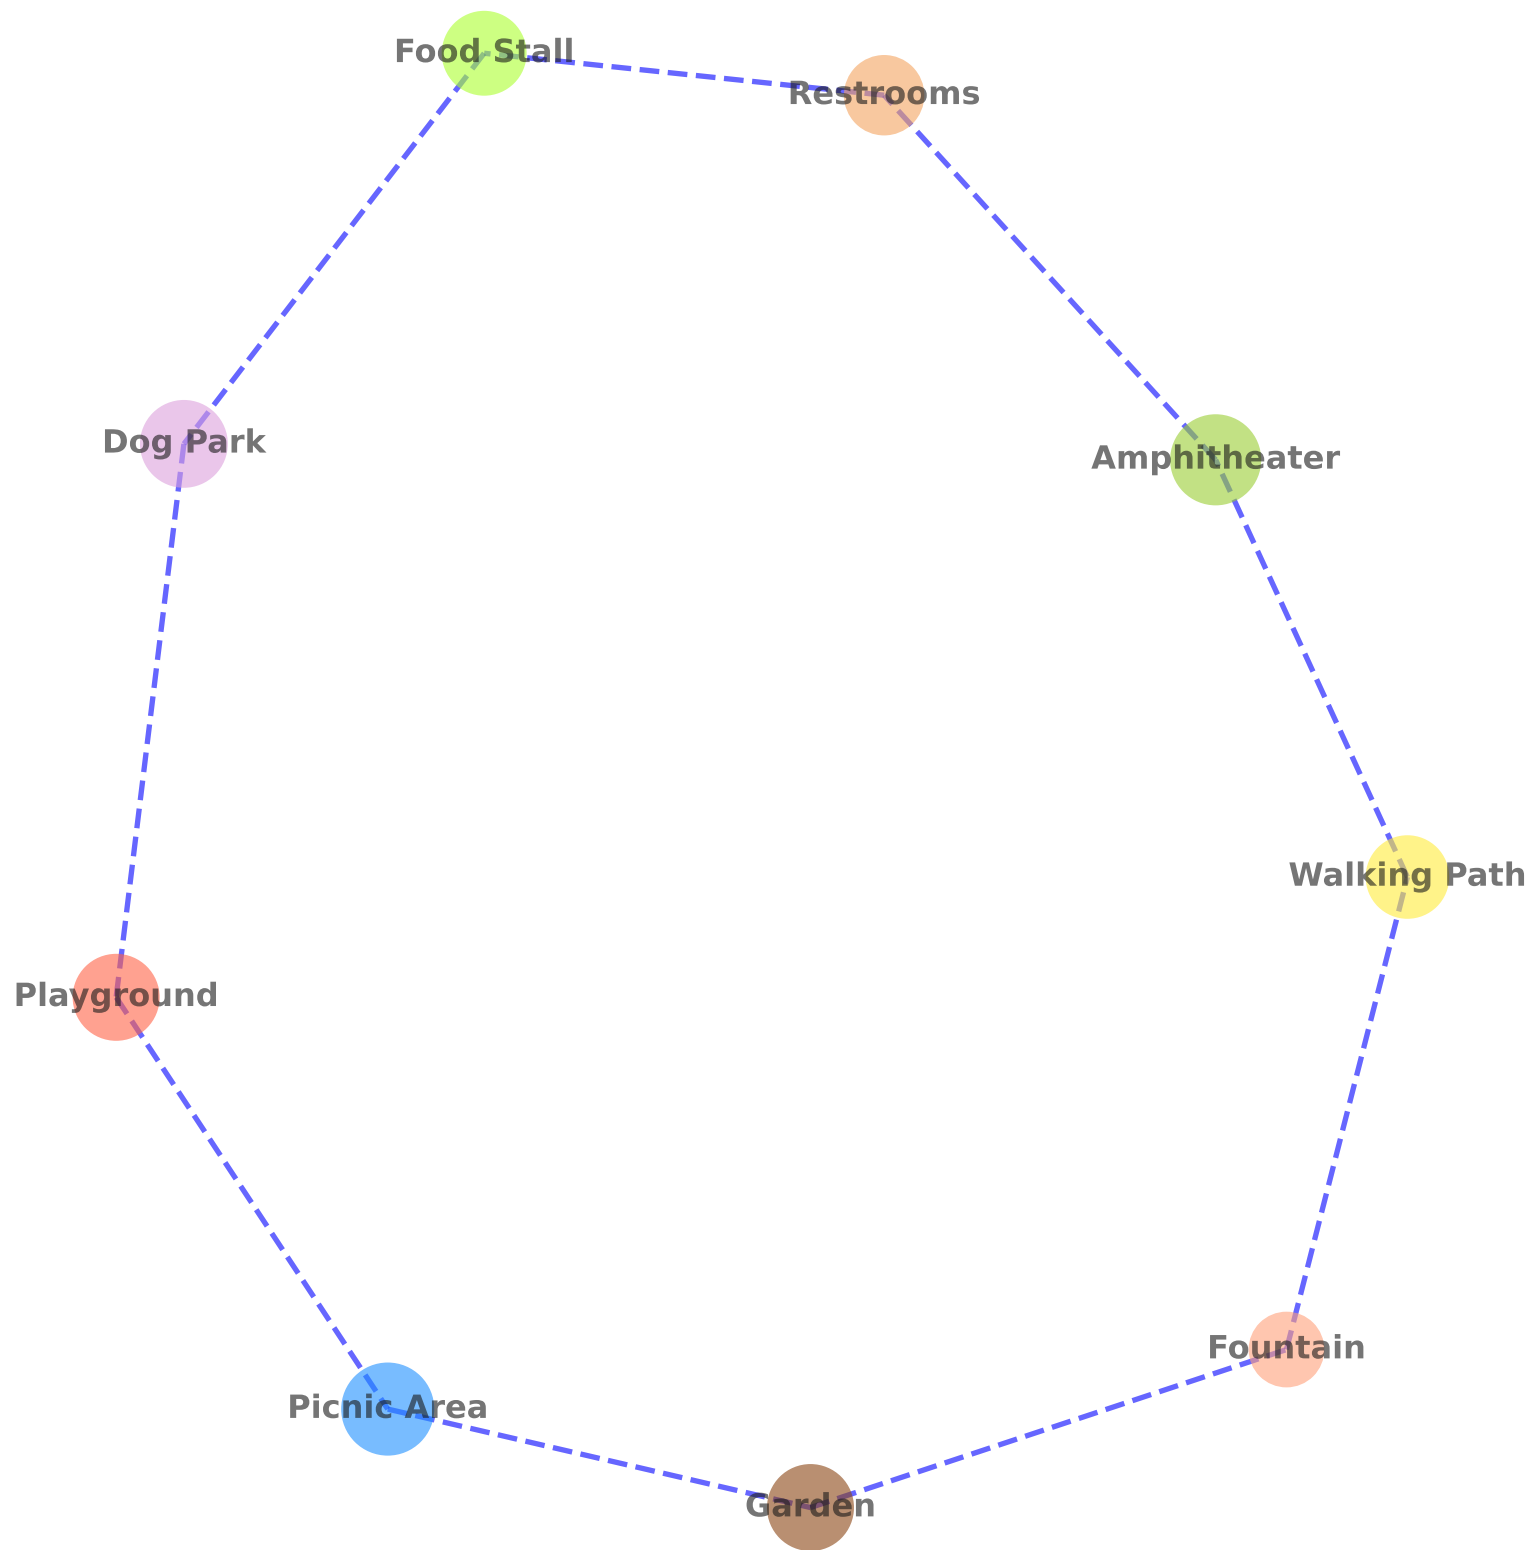 Food Stall
Restrooms
Dog Park
Amphitheater
Walking Path
Playground
Fountain
Picnic Area
Garden